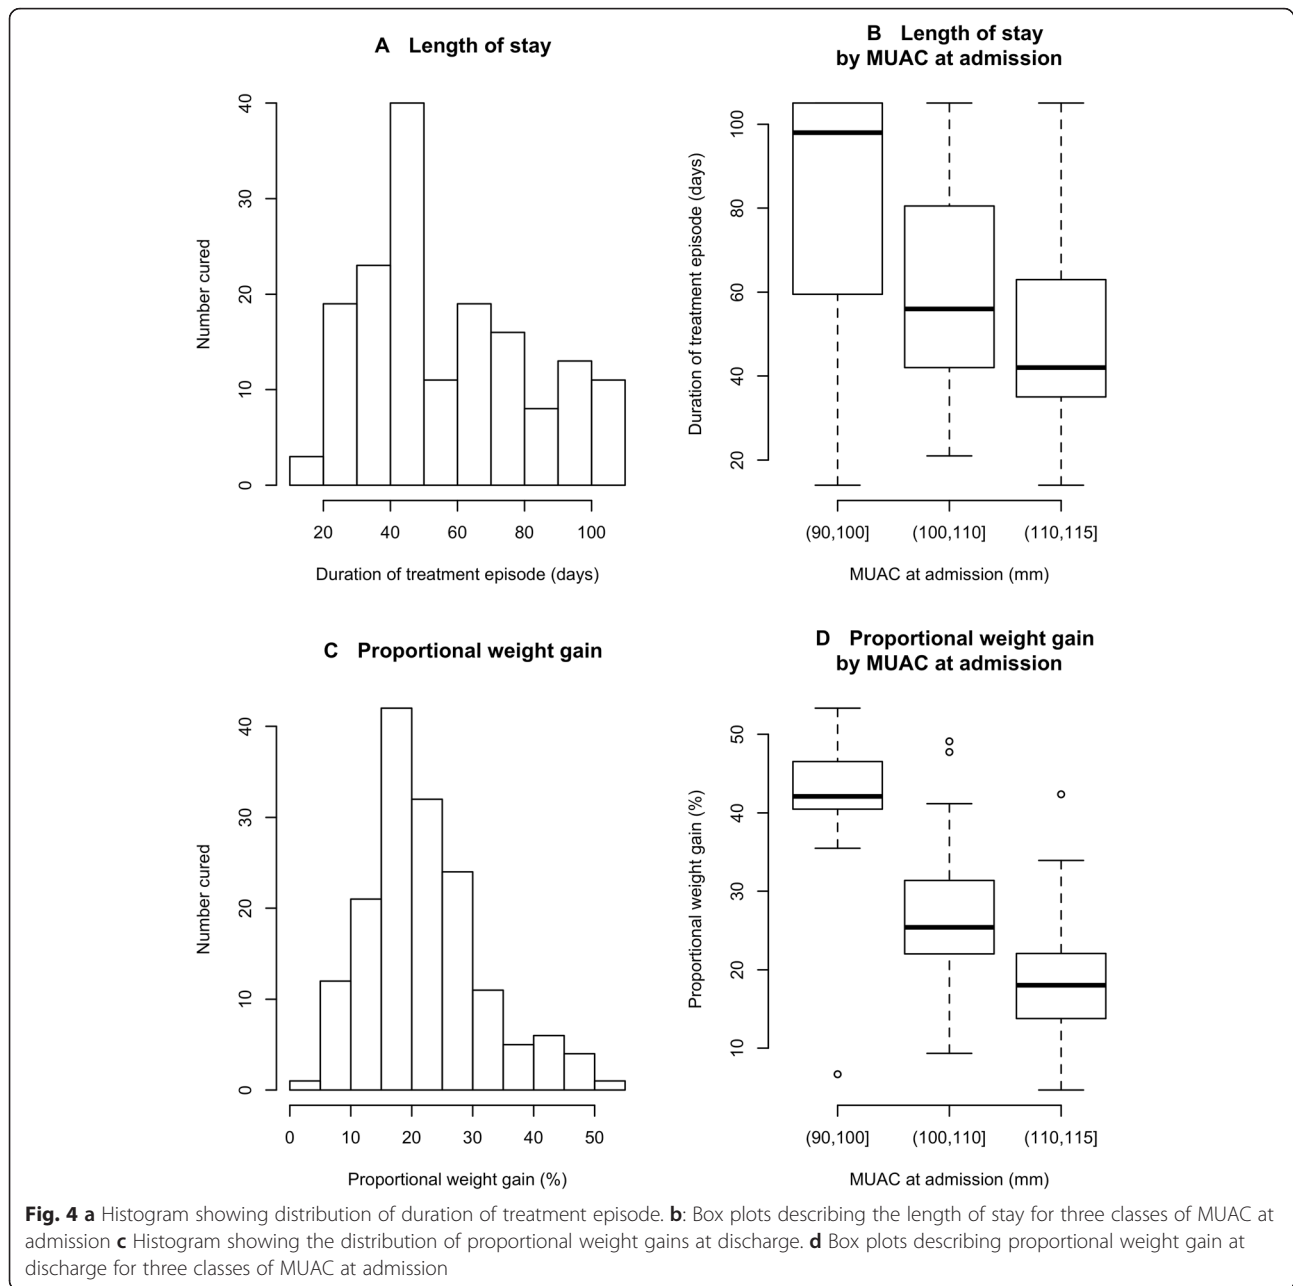 A Length of stay
40
30
20
10
0
Number cured
20 40 60 80 100
Duration of treatment episode (days)
B Length of stay
by MUAC at admission
100
80
60
40
20
Duration of treatment episode (days)
(90,100] (100,110] (110,115]
MUAC at admission (mm)
C Proportional weight gain
40
30
20
10
0
Number cured
0 10 20 30 40 50
Proportional weight gain (%)
D Proportional weight gain
by MUAC at admission
50
40
30
20
10
Proportional weight gain (%)
(90,100] (100,110] (110,115]
MUAC at admission (mm)
Fig. 4 a Histogram showing distribution of duration of treatment episode. b: Box plots describing the length of stay for three classes of MUAC at
admission c Histogram showing the distribution of proportional weight gains at discharge. d Box plots describing proportional weight gain at
discharge for three classes of MUAC at admission